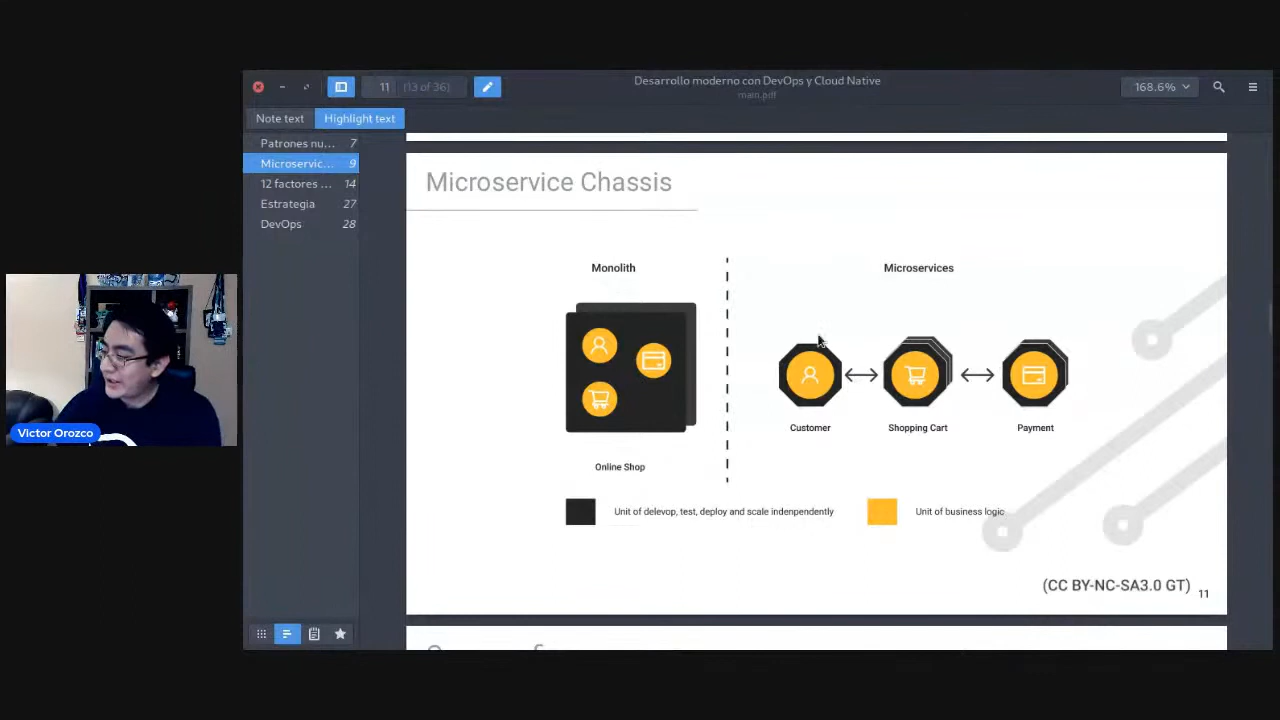 11 (13 of 36)
Desarrollo moderno con DevOps y Cloud Native
main.pdf
168.6%
Note text Highlight text
Patrones nu... 7
Microservic... 9
12 factores ... 14
Estrategia 27
DevOps 28
Microservice Chassis
Monolith
Microservices
Customer Shopping Cart Payment
Online Shop
Unit of delevop, test, deploy and scale indenpendently
Unit of business logic
(CC BY-NC-SA3.0 GT) 11
Victor Orozco